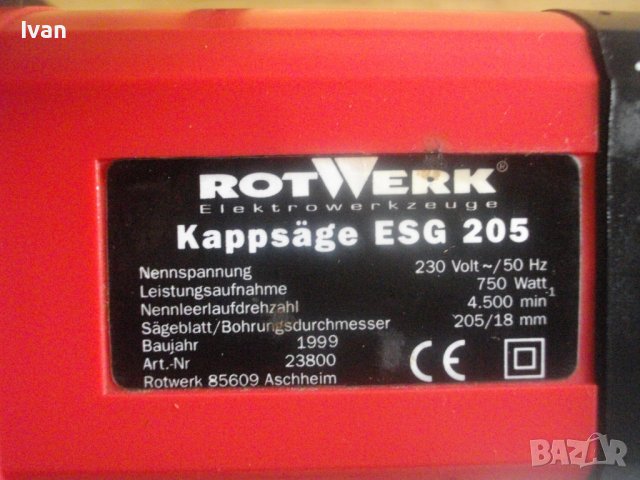 Ivan
ROTWERK®
Elektrowerkzeuge
Kappsäge ESG 205
Nennspannung 230 Volt ~/50 Hz
Leistungsaufnahme 750 Watt
Nennleerlaufdrehzahl 4.500 min-1
Sägeblatt/Bohrungsdurchmesser 205/18 mm
Baujahr 1999
Art.-Nr 23800
Rotwerk 85609 Aschheim
CE
BAZAR